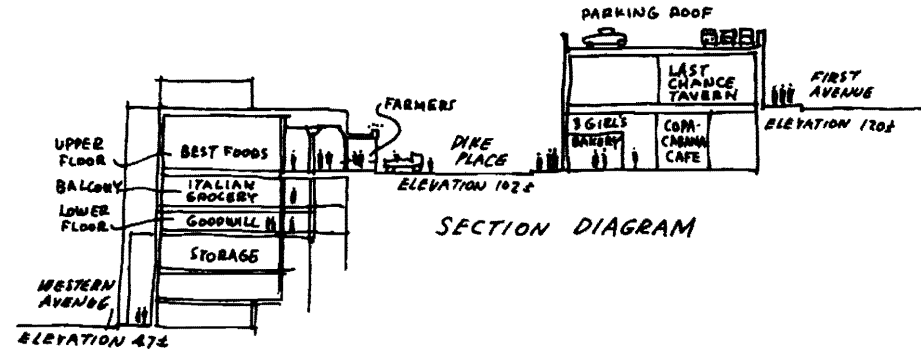 PARKING ROOF
LAST
CHANCE
TAVERN
FIRST
AVENUE
ELEVATION 120±
FARMERS
3 GIRL'S
BAKERY
COPA-
CABANA
CAFE
PIKE
PLACE
ELEVATION 102±
UPPER
FLOOR
BEST FOODS
BALCONY
ITALIAN
GROCERY
LOWER
FLOOR
GOODWILL
STORAGE
SECTION DIAGRAM
WESTERN
AVENUE
ELEVATION 47±